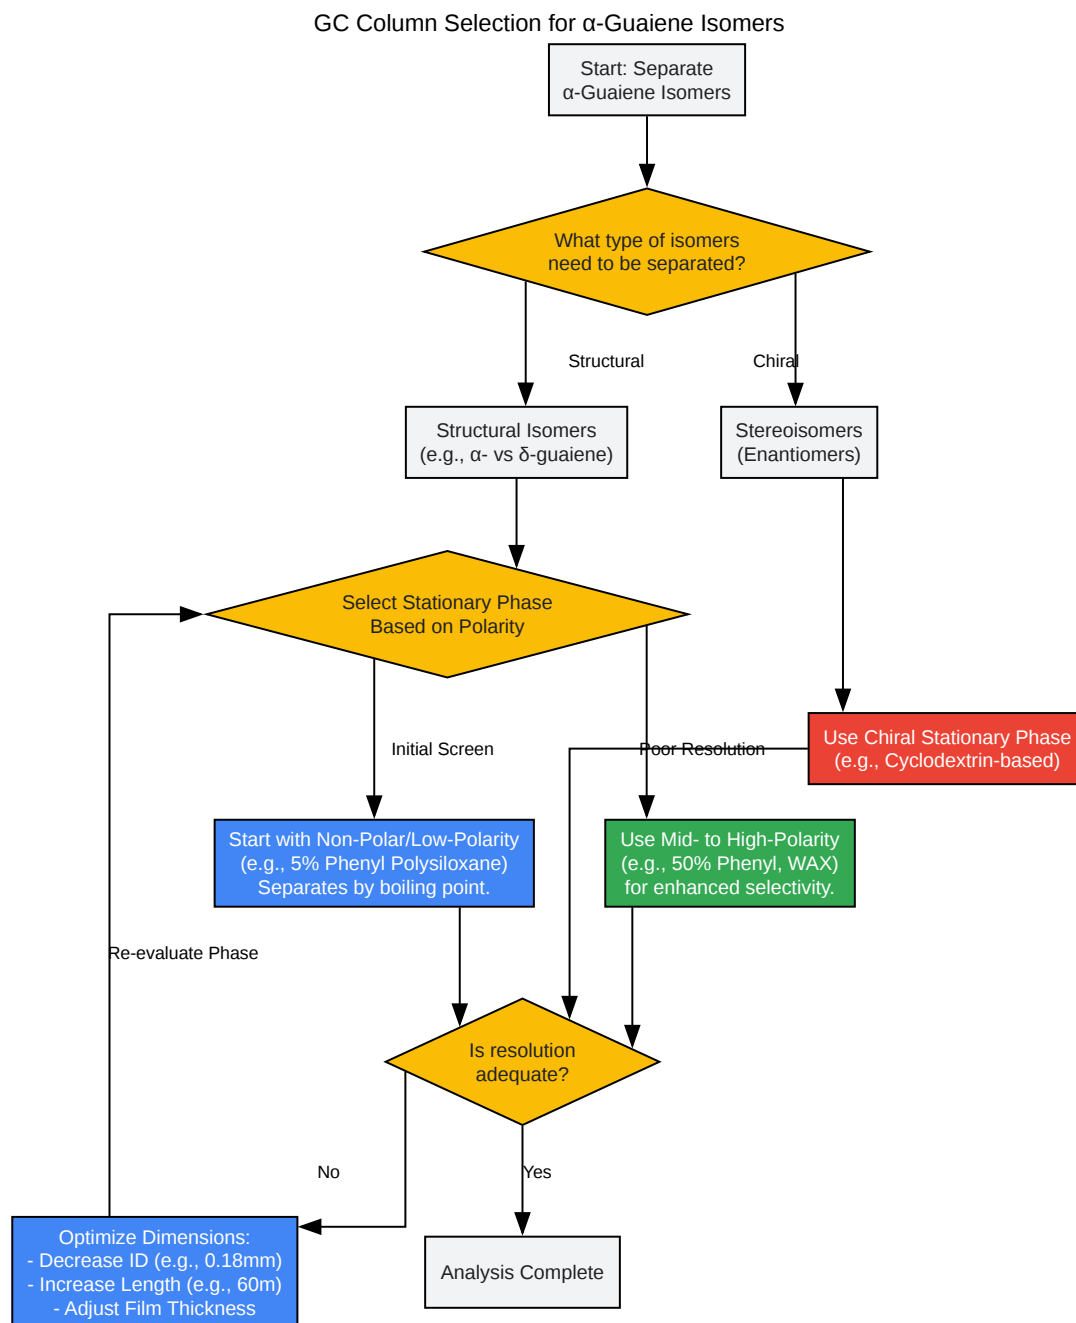 GC Column Selection for α-Guaiene Isomers
Start: Separate
α-Guaiene Isomers
What type of isomers
need to be separated?
Structural
Chiral
Structural Isomers
(e.g., α- vs δ-guaiene)
Stereoisomers
(Enantiomers)
Select Stationary Phase
Based on Polarity
Initial Screen
Poor Resolution
Use Chiral Stationary Phase
(e.g., Cyclodextrin-based)
Start with Non-Polar/Low-Polarity
(e.g., 5% Phenyl Polysiloxane)
Separates by boiling point.
Use Mid- to High-Polarity
(e.g., 50% Phenyl, WAX)
for enhanced selectivity.
Re-evaluate Phase
Is resolution
adequate?
No
Yes
Optimize Dimensions:
- Decrease ID (e.g., 0.18mm)
- Increase Length (e.g., 60m)
- Adjust Film Thickness
Analysis Complete